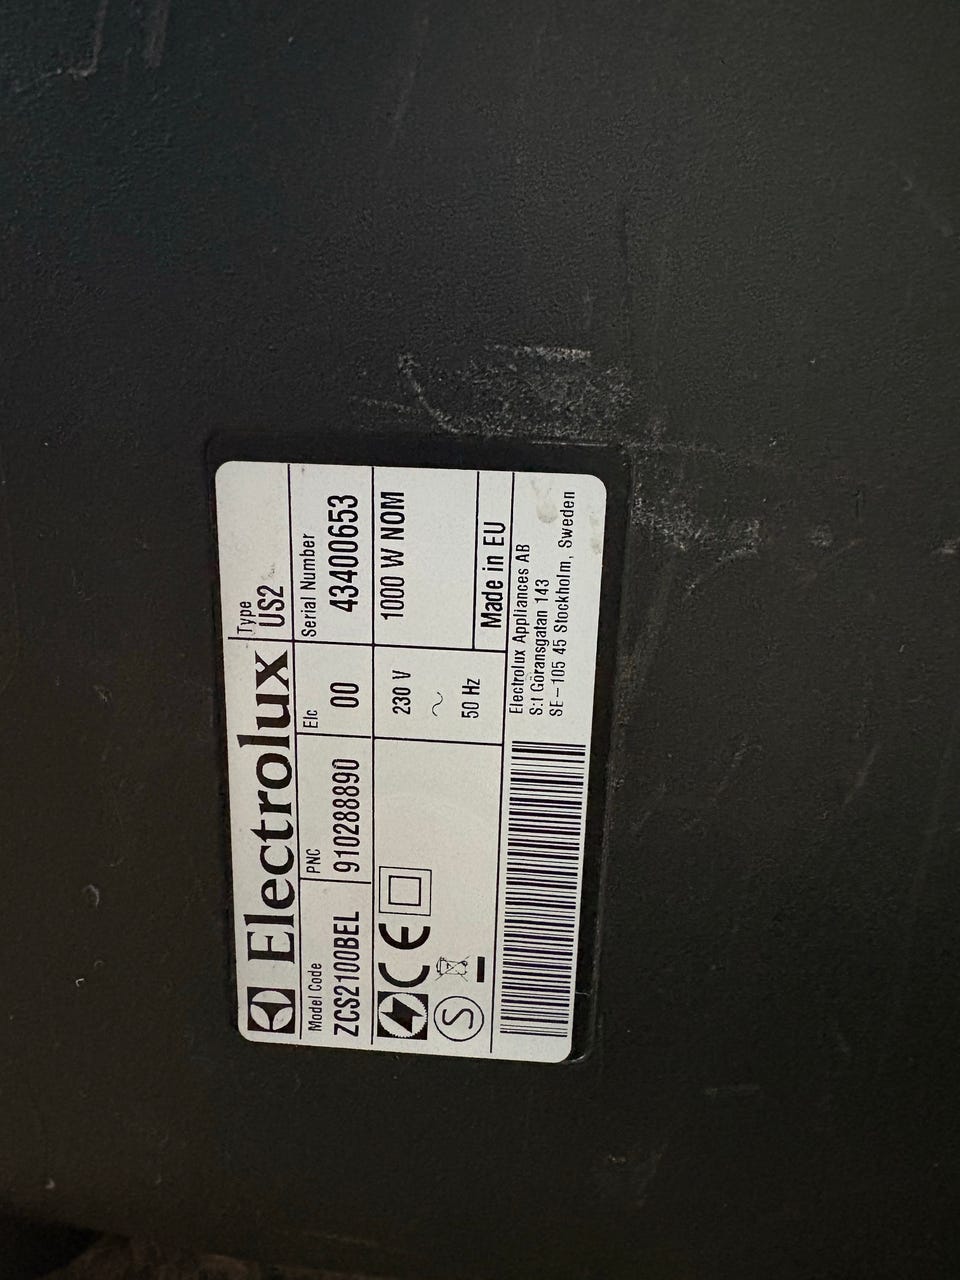 Electrolux
Type
US2
Model Code
ZCS2100BEL
PNC
910288890
Elc
00
Serial Number
43400653
CE
S
230 V
~
50 Hz
1000 W NOM
Made in EU
Electrolux Appliances AB
S:t Göransgatan 143
SE-105 45 Stockholm, Sweden